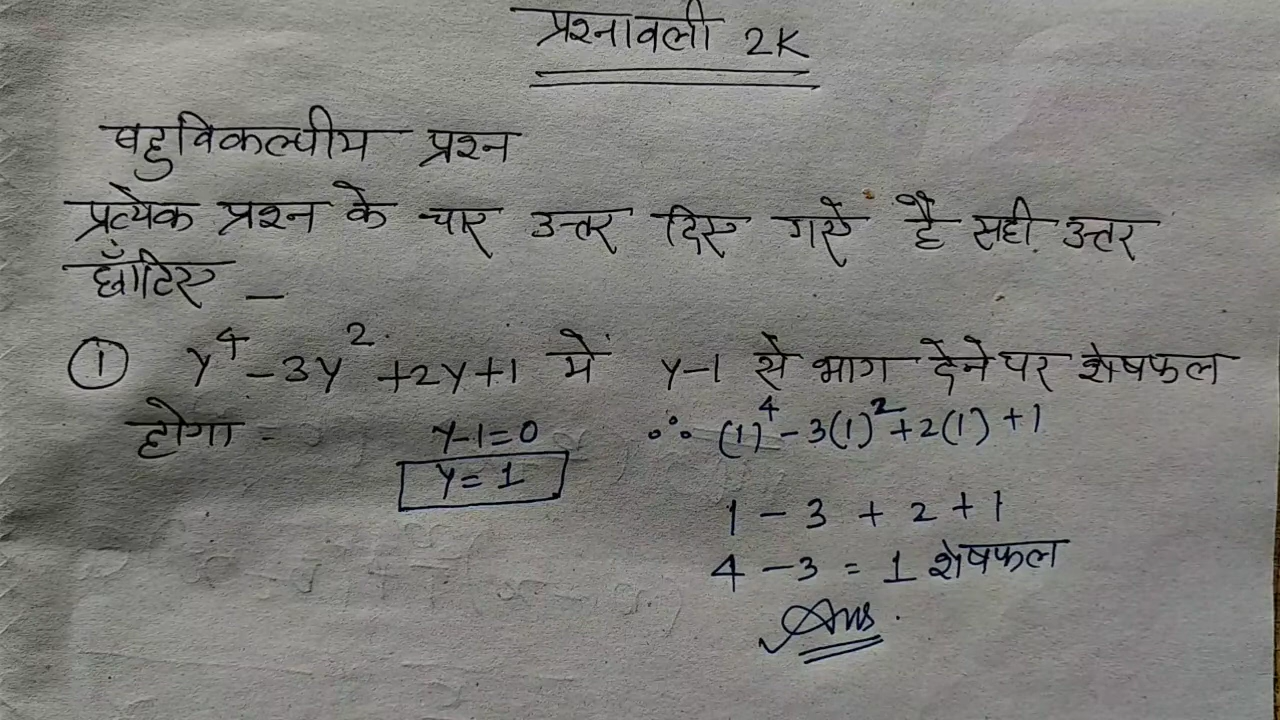 प्रश्नावली 2K
बहुविकल्पीय प्रश्न
प्रत्येक प्रश्न के चार उत्तर दिए गये हैं सही उत्तर
छाँटिए –
① y⁴ - 3y² + 2y + 1 में y-1 से भाग देने पर शेषफल
होगा - y-1=0 ∴ (1)⁴ - 3(1)² + 2(1) + 1
y = 1
1 - 3 + 2 + 1
4 - 3 = 1 शेषफल
Ans.